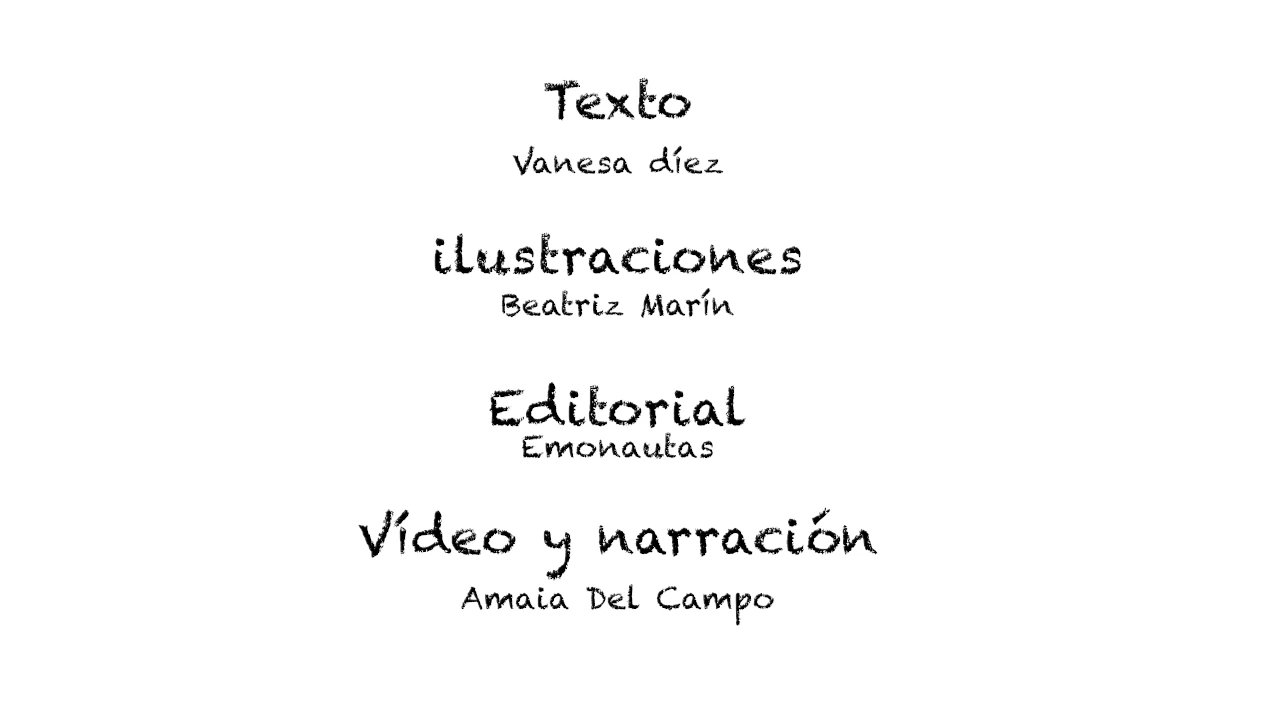 Texto
Vanesa díez
ilustraciones
Beatriz Marín
Editorial
Emonautas
Vídeo y narración
Amaia Del Campo